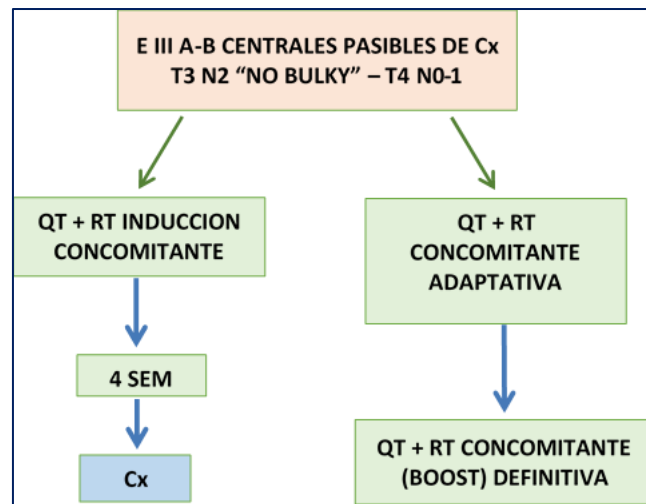 E III A-B CENTRALES PASIBLES DE Cx
T3 N2 “NO BULKY” – T4 N0-1
QT + RT INDUCCION
CONCOMITANTE
4 SEM
Cx
QT + RT
CONCOMITANTE
ADAPTATIVA
QT + RT CONCOMITANTE
(BOOST) DEFINITIVA